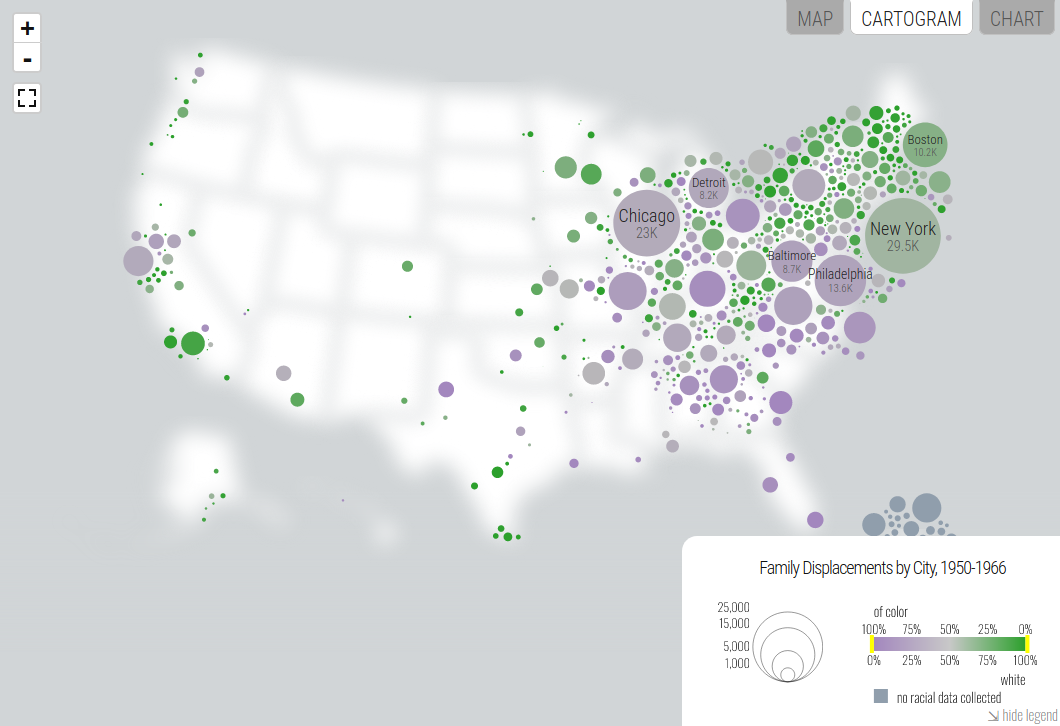 +
-
MAP
CARTOGRAM
CHART
Boston
10.2K
Detroit
8.2K
Chicago
23K
New York
29.5K
Baltimore
8.7K
Philadelphia
13.6K
Family Displacements by City, 1950-1966
25,000
15,000
5,000
1,000
of color
100% 75% 50% 25% 0%
0% 25% 50% 75% 100%
white
no racial data collected
hide legend